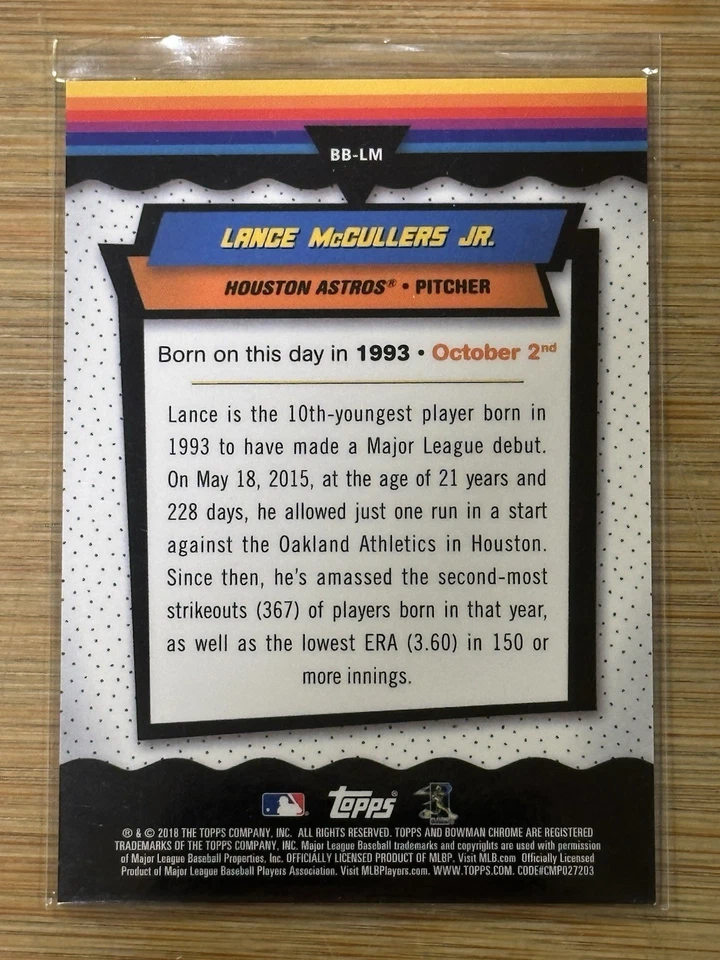 BB-LM
LANCE McCULLERS JR.
HOUSTON ASTROS® • PITCHER
Born on this day in 1993 • October 2nd
Lance is the 10th-youngest player born in
1993 to have made a Major League debut.
On May 18, 2015, at the age of 21 years and
228 days, he allowed just one run in a start
against the Oakland Athletics in Houston.
Since then, he's amassed the second-most
strikeouts (367) of players born in that year,
as well as the lowest ERA (3.60) in 150 or
more innings.
Topps®
® & © 2018 THE TOPPS COMPANY, INC. ALL RIGHTS RESERVED. TOPPS AND BOWMAN CHROME ARE REGISTERED
TRADEMARKS OF THE TOPPS COMPANY, INC. Major League Baseball trademarks and copyrights are used with permission
of Major League Baseball Properties, Inc. OFFICIALLY LICENSED PRODUCT OF MLBP. Visit MLB.com Officially Licensed
Product of Major League Baseball Players Association. Visit MLBPlayers.com. WWW.TOPPS.COM. CODE#CMP027203